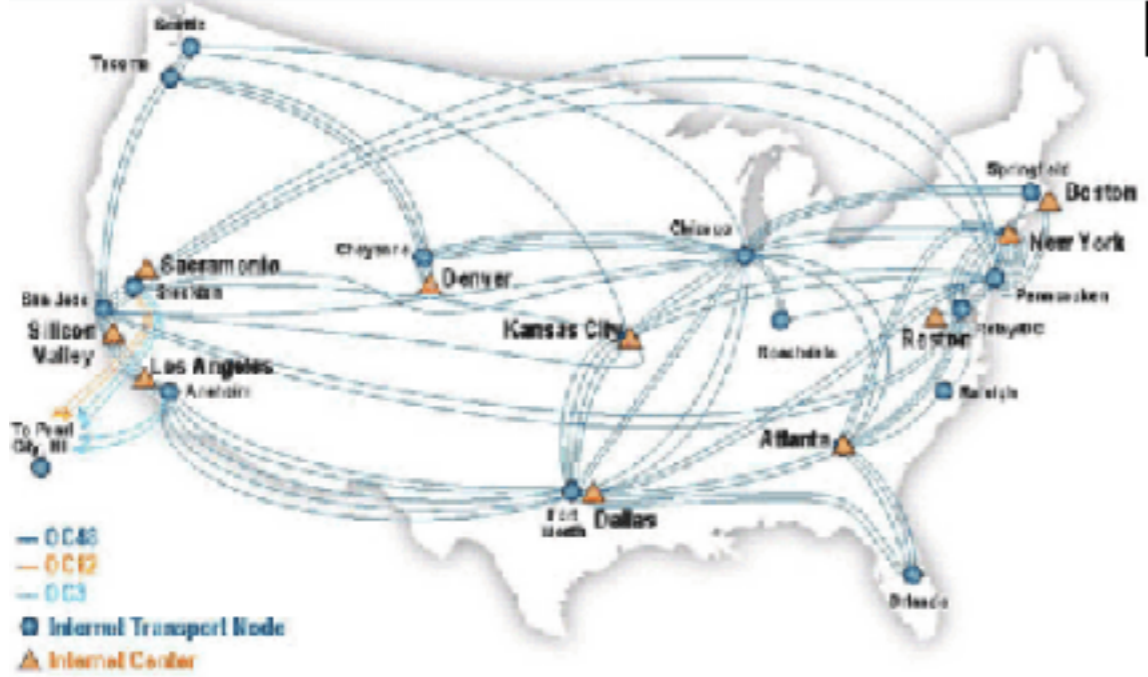 Seattle
Tacoma
Springfield
Boston
Chicago
New York
Cheyenne
Denver
Sacramento
Stockton
San Jose
Pennsauken
Silicon
Valley
Kansas City
Roachdale
Reston
Los Angeles
Anaheim
Raleigh
To Pearl
City, HI
Atlanta
Fort
Worth
Dallas
Orlando
OC48
OC12
OC3
Internet Transport Node
Internet Center